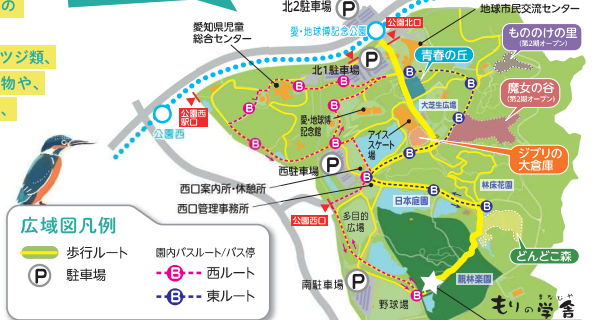 の
ツジ類、
物や、
、
北2駐車場
P
地球市民交流センター
愛知県児童
総合センター
愛・地球博記念公園
公園北口
もののけの里
(第2期オープン)
青春の丘
北1駐車場
P
B
魔女の谷
(第2期オープン)
公園西
駅口
公園西
愛・地球博
記念館
大芝生広場
アイス
スケート
場
ジブリの
大倉庫
西駐車場
P
西口案内所・休憩所
西口管理事務所
林床花園
日本庭園
公園西口
多目的
広場
どんどこ森
親林楽園
南駐車場
P
野球場
もりの学舎
まなびや
広域図凡例
歩行ルート
園内バスルート/バス停
P 駐車場
B 西ルート
B 東ルート